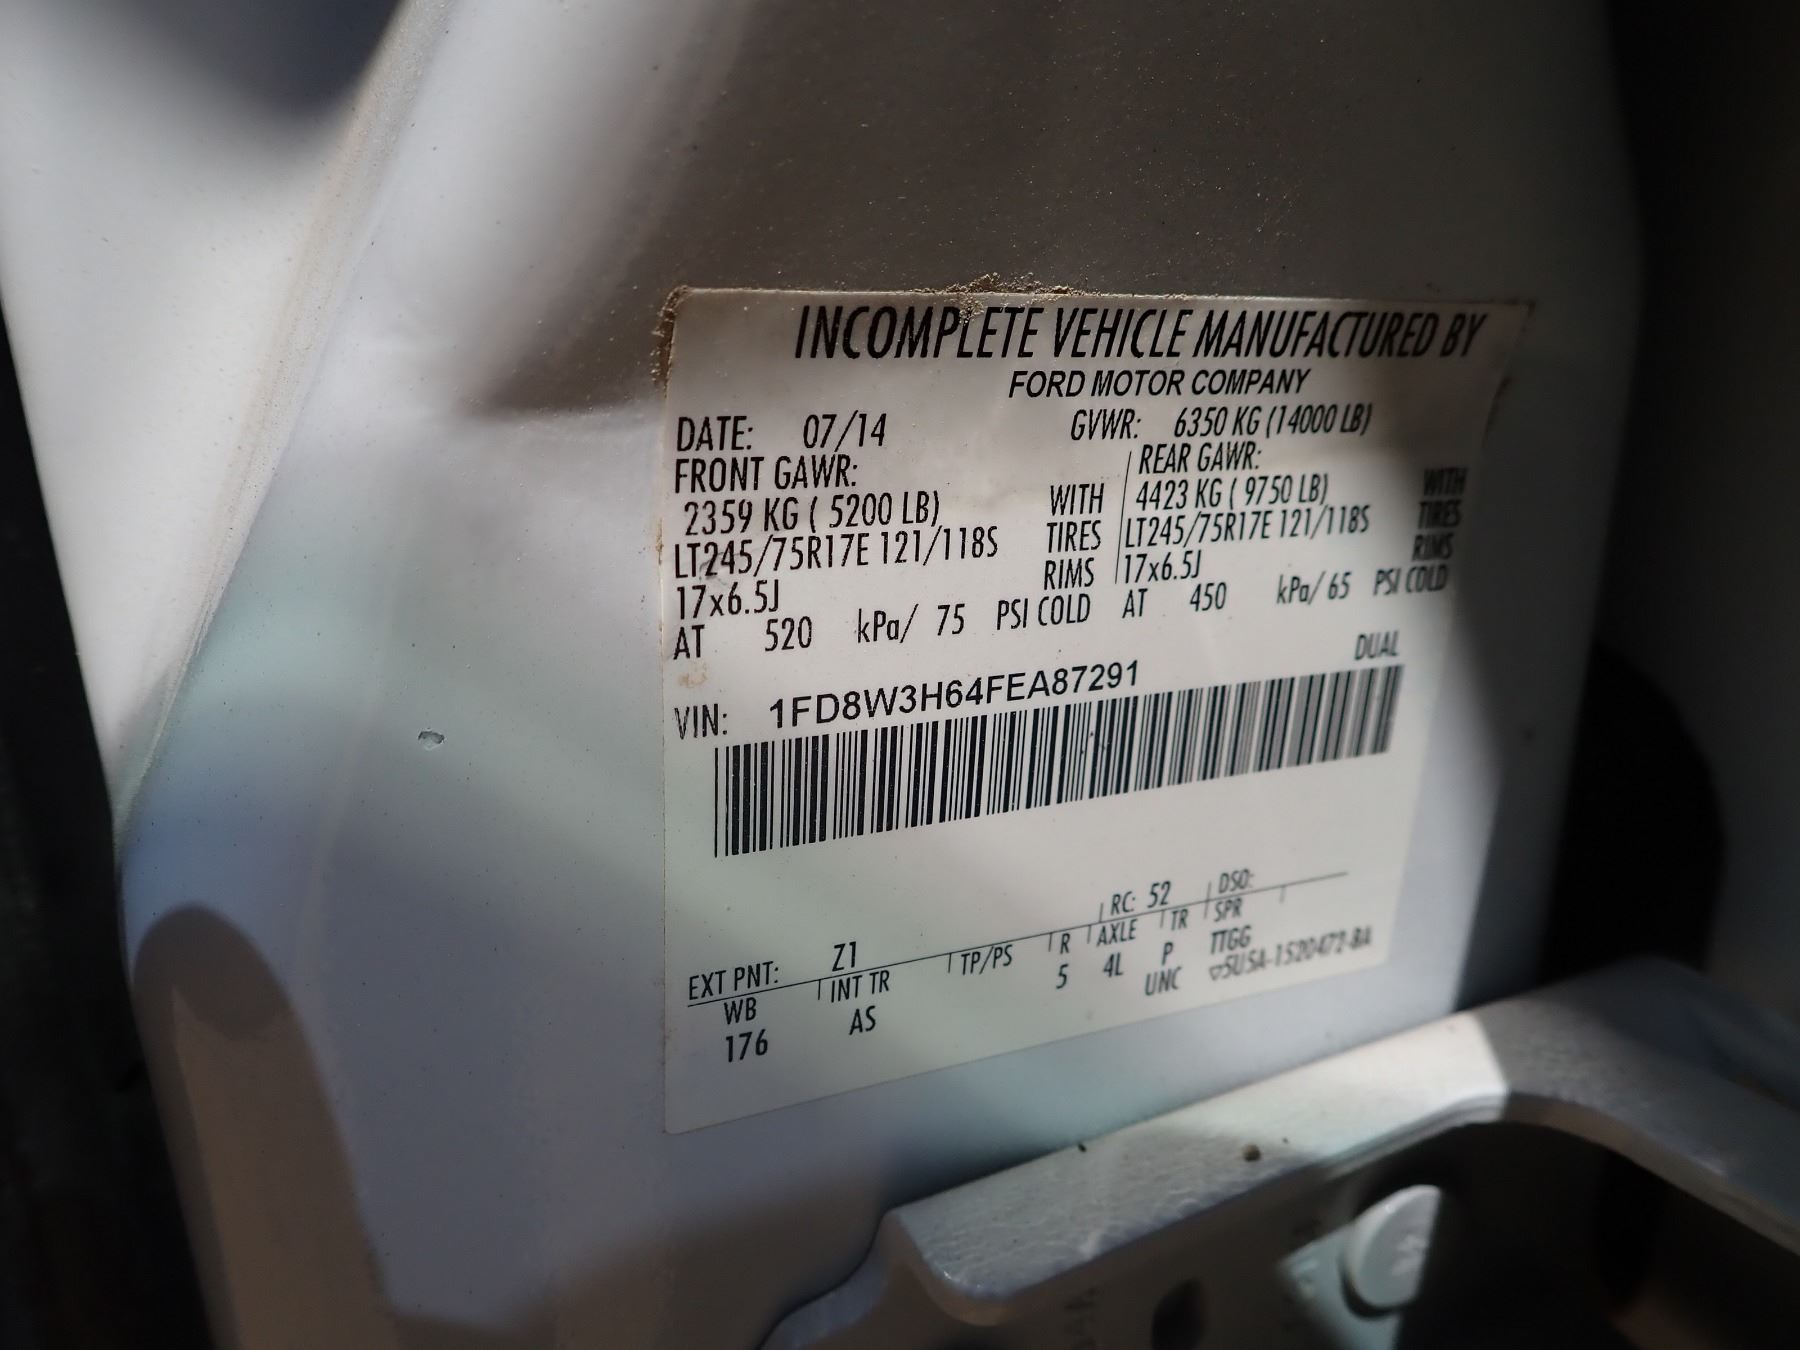 INCOMPLETE VEHICLE MANUFACTURED BY
FORD MOTOR COMPANY
DATE: 07/14 GVWR: 6350 KG (14000 LB)
FRONT GAWR: REAR GAWR:
2359 KG ( 5200 LB) WITH 4423 KG ( 9750 LB) WITH
LT245/75R17E 121/118S TIRES LT245/75R17E 121/118S TIRES
17x6.5J RIMS 17x6.5J RIMS
AT 520 kPa/ 75 PSI COLD AT 450 kPa/ 65 PSI COLD
DUAL
VIN: 1FD8W3H64FEA87291
EXT PNT: Z1 RC: 52 DSO:
WB INT TR TP/PS R AXLE TR SPR
176 AS 5 4L P TTGG
UNC ▽5U5A-1520472-BA